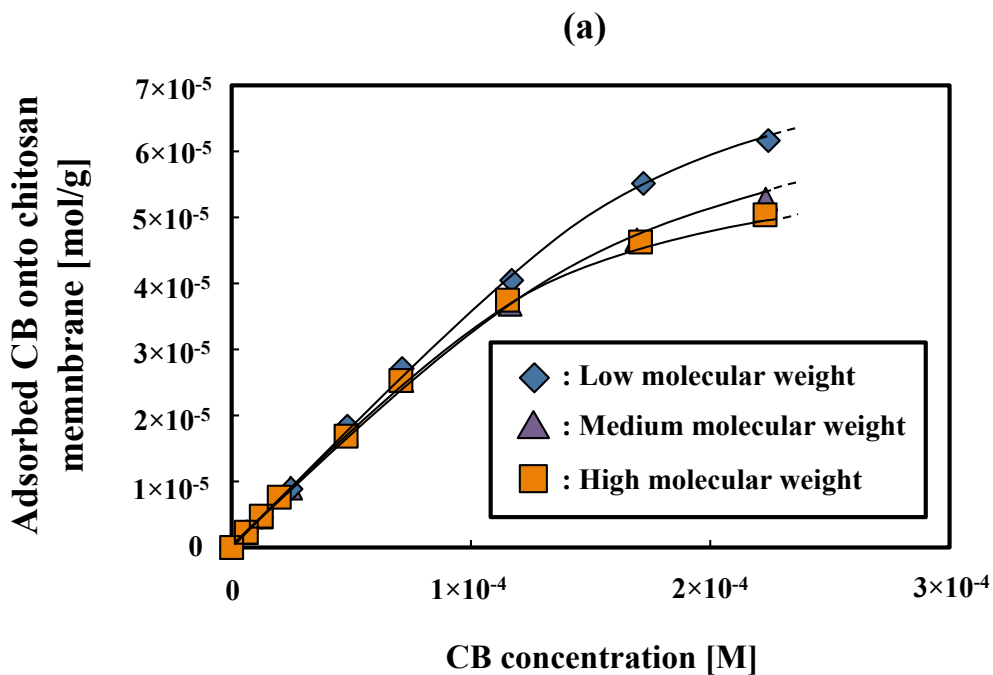 (a)
Adsorbed CB onto chitosan
memnbrane [mol/g]
7×10⁻⁵
6×10⁻⁵
5×10⁻⁵
4×10⁻⁵
3×10⁻⁵
2×10⁻⁵
1×10⁻⁵
0
: Low molecular weight
: Medium molecular weight
: High molecular weight
0 1×10⁻⁴ 2×10⁻⁴ 3×10⁻⁴
CB concentration [M]